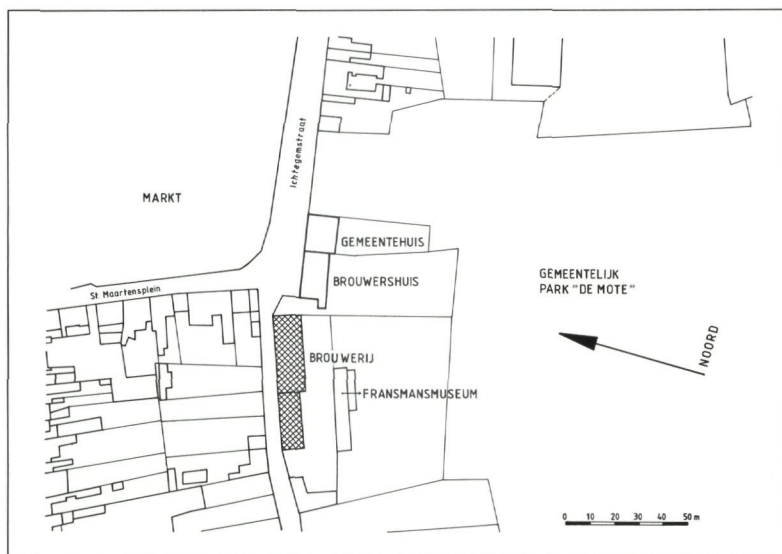 Ichtegemstraat
MARKT
GEMEENTEHUIS
St. Maartensplein
BROUWERSHUIS
GEMEENTELIJK
PARK "DE MOTE"
BROUWERIJ
NOORD
FRANSMANSMUSEUM
0 10 20 30 40 50 m